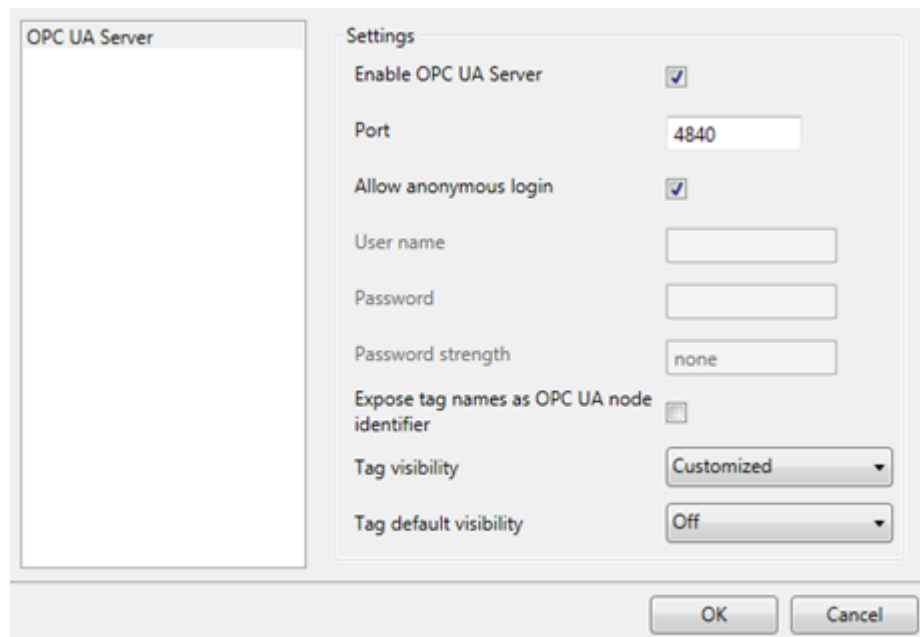 OPC UA Server
Settings
Enable OPC UA Server
Port
4840
Allow anonymous login
User name
Password
Password strength
none
Expose tag names as OPC UA node
identifier
Tag visibility
Customized
Tag default visibility
Off
OK
Cancel